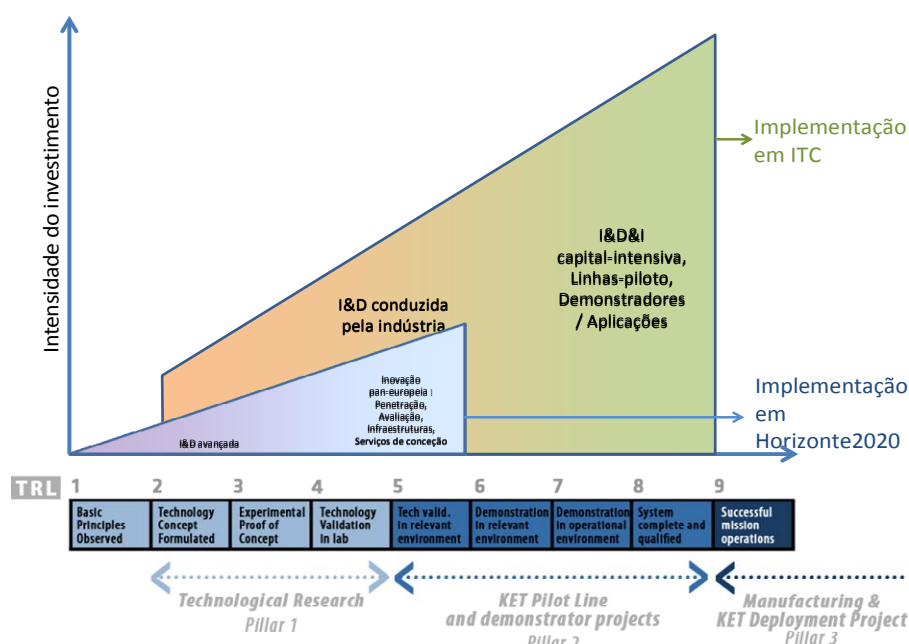 Intensidade do investimento
Implementação
em ITC
I&D&I
capital-intensiva,
Linhas-piloto,
Demonstradores
/ Aplicações
I&D conduzida
pela indústria
Inovação
pan-europeia :
Penetração,
Avaliação,
Infraestruturas,
Serviços de conceção
I&D avançada
Implementação
em
Horizonte2020
TRL 1 2 3 4 5 6 7 8 9
Basic
Principles
Observed
Technology
Concept
Formulated
Experimental
Proof of
Concept
Technology
Validation
in lab
Tech valid.
in relevant
environment
Demonstration
in relevant
environment
Demonstration
in operational
environment
System
complete and
qualified
Successful
mission
operations
Technological Research
Pillar 1
KET Pilot Line
and demonstrator projects
Pillar 2
Manufacturing &
KET Deployment Project
Pillar 3